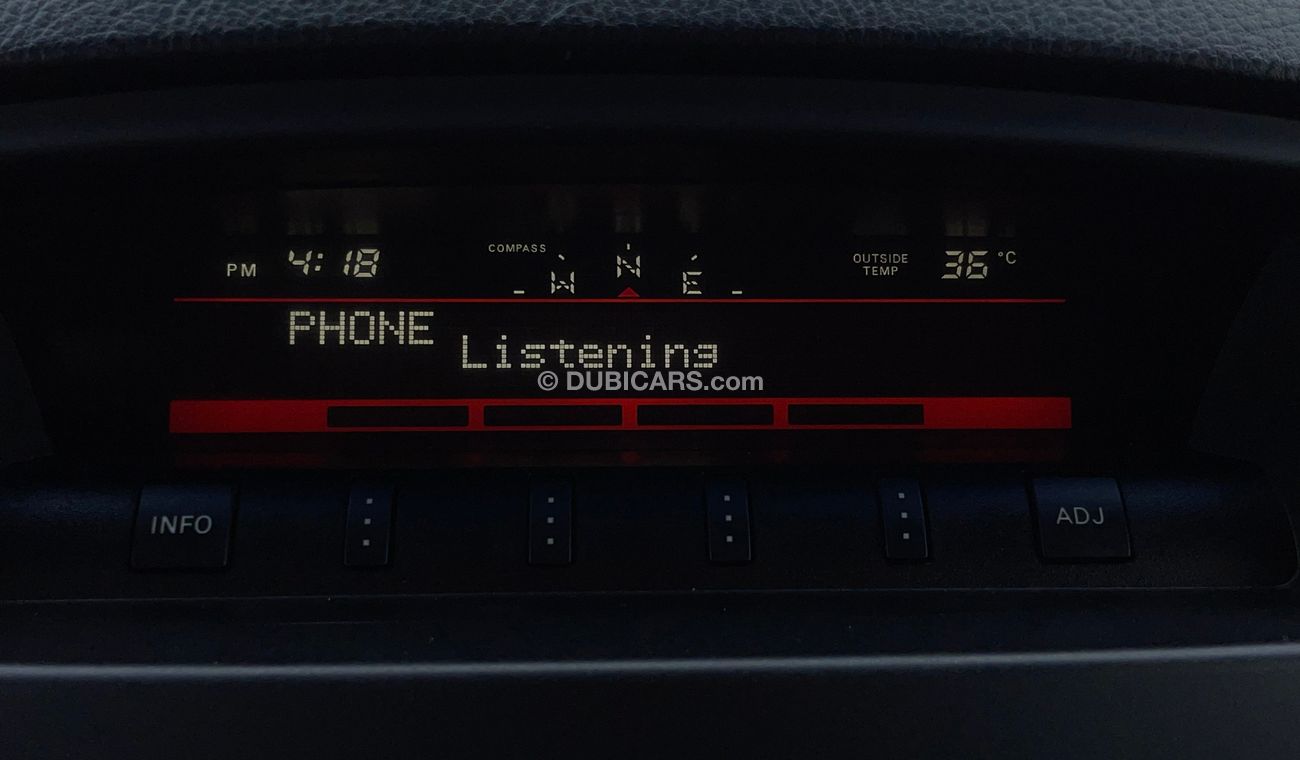 PM 4:18 COMPASS W N E OUTSIDE TEMP 36 °C
PHONE
Listening
© DUBICARS.com
INFO ADJ